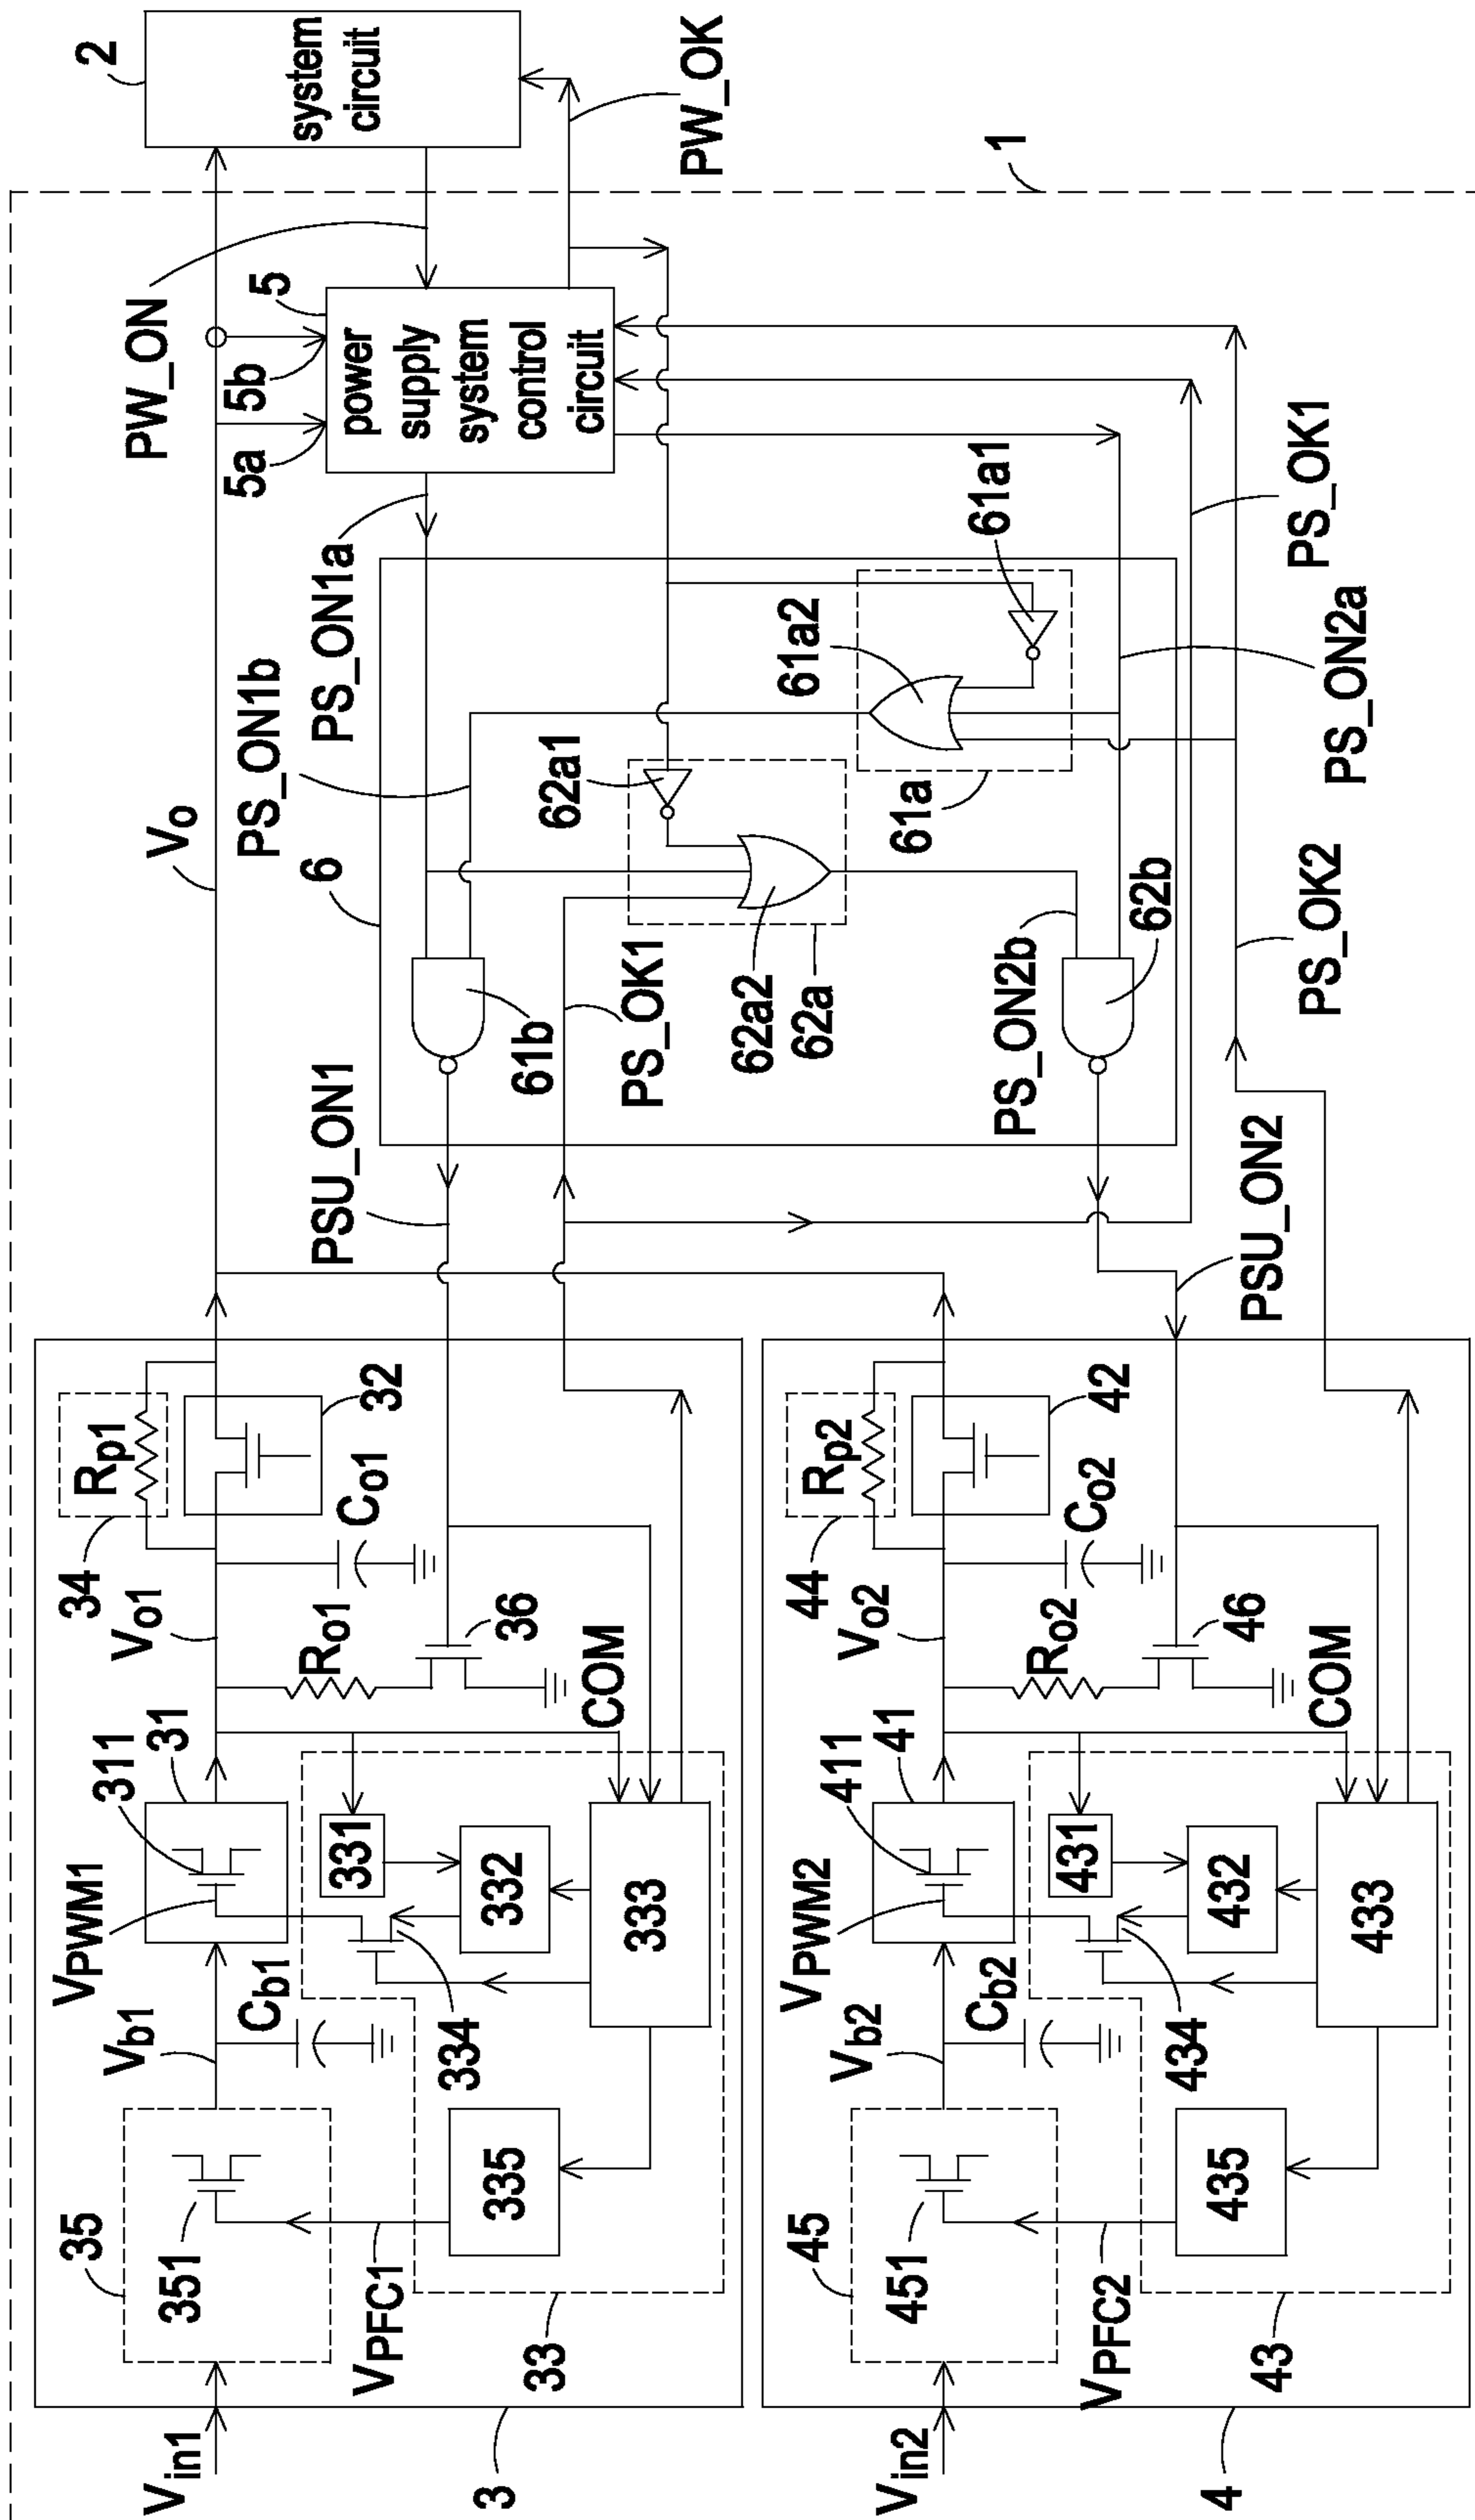 2
system
circuit
PW_OK
1
PW_ON
5
5b
5a
power
supply
system
control
circuit
PS_ON1a
PS_ON1b
Vo
6
61a1
61a2
61a
62a1
62a2
62a
62b
61b
PS_OK1
PS_OK1
PS_ON2a
PS_OK2
PS_ON2b
PSU_ON1
PSU_ON2
Rp1
34
32
Co1
Vo1
Ro1
36
COM
31
311
VPWM1
331
332
333
334
335
Cb1
Vb1
35
351
VPFC1
33
Vin1
3
Rp2
44
42
Co2
Vo2
Ro2
46
COM
41
411
VPWM2
431
432
433
434
435
Cb2
Vb2
45
451
VPFC2
43
Vin2
4